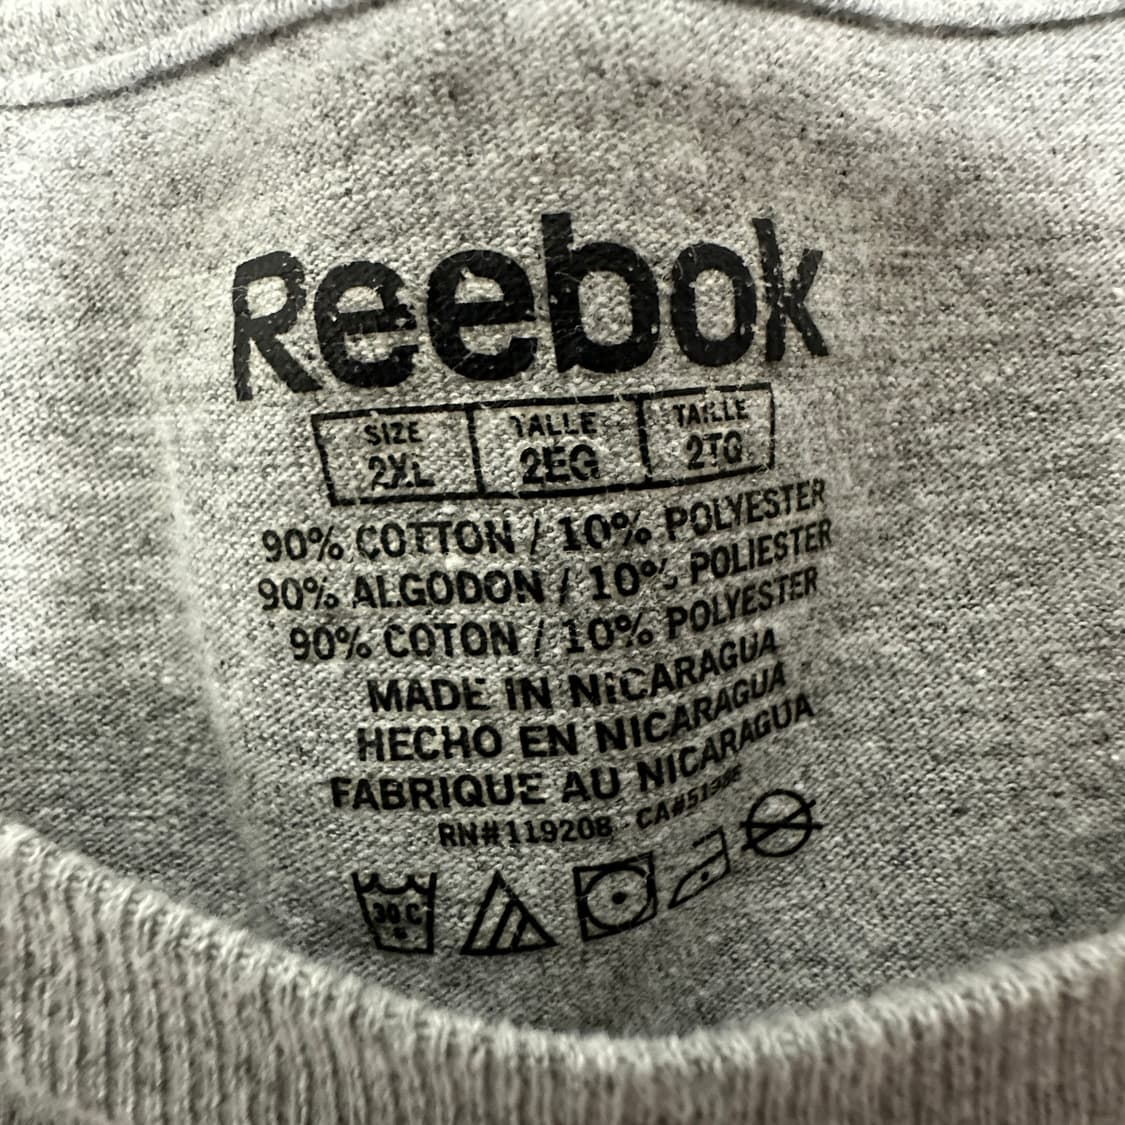 Reebok
SIZE TALLE TAILLE
2XL 2EG 2TG
90% COTTON / 10% POLYESTER
90% ALGODON / 10% POLIESTER
90% COTON / 10% POLYESTER
MADE IN NICARAGUA
HECHO EN NICARAGUA
FABRIQUE AU NICARAGUA
RN#119208 - 
30 C